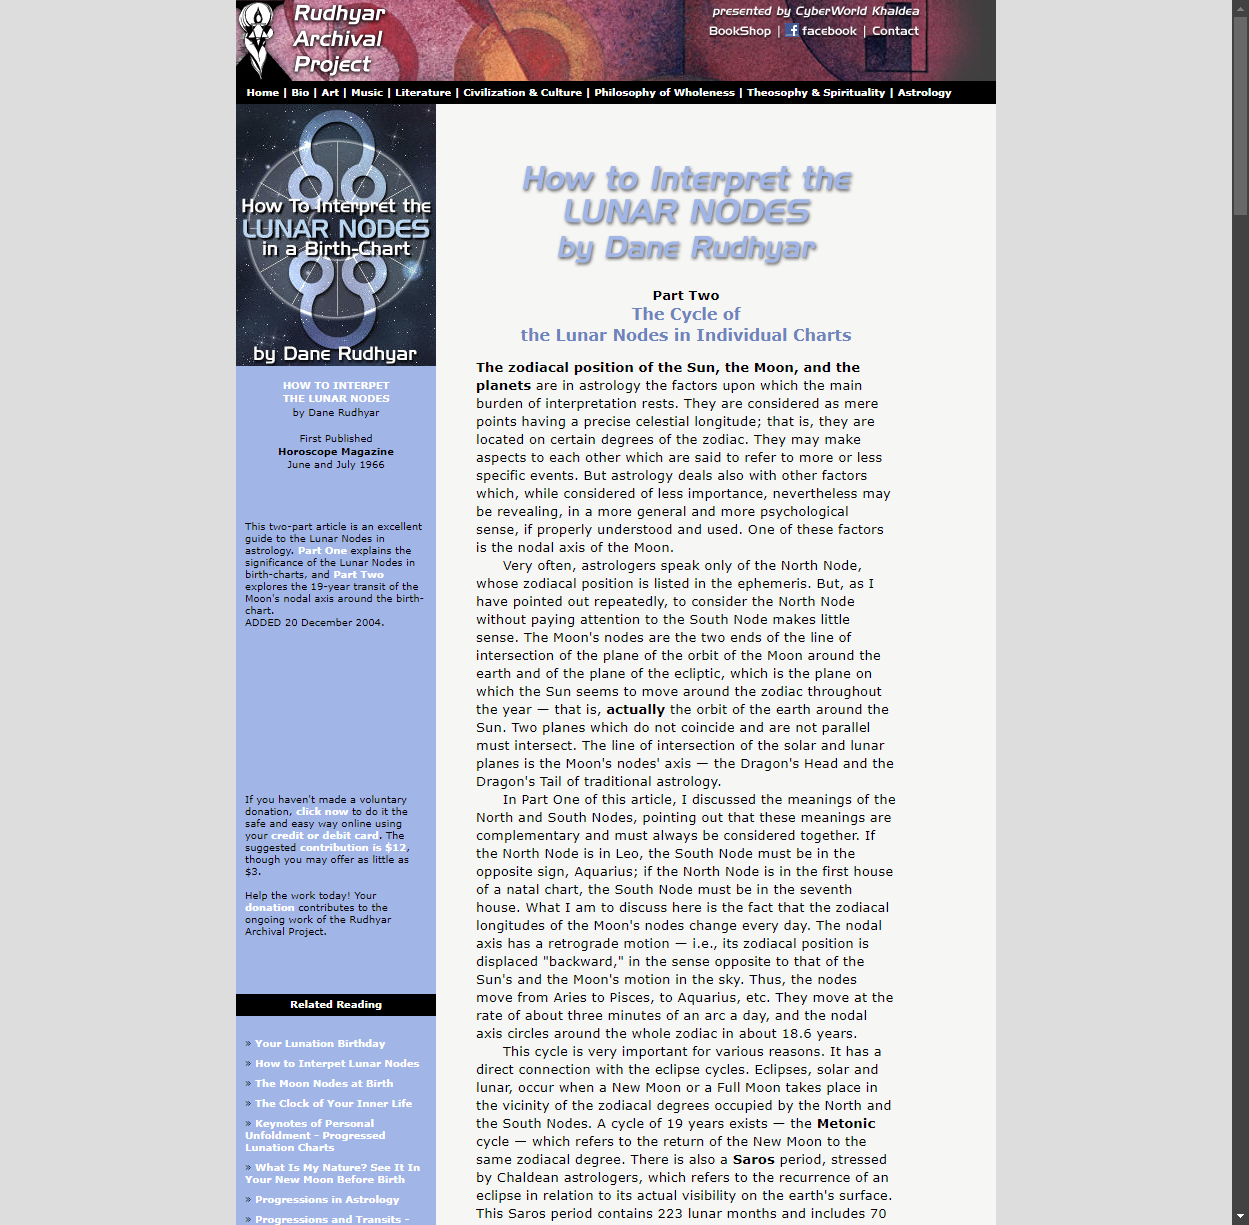 Rudhyar
Archival
Project
presented by CyberWorld Khaldea
BookShop | facebook | Contact
Home | Bio | Art | Music | Literature | Civilization & Culture | Philosophy of Wholeness | Theosophy & Spirituality | Astrology
How To Interpret the
LUNAR NODES
in a Birth-Chart
by Dane Rudhyar
HOW TO INTERPET
THE LUNAR NODES
by Dane Rudhyar
First Published
Horoscope Magazine
June and July 1966
This two-part article is an excellent
guide to the Lunar Nodes in
astrology. Part One explains the
significance of the Lunar Nodes in
birth-charts, and Part Two
explores the 19-year transit of the
Moon's nodal axis around the birth-
chart.
ADDED 20 December 2004.
If you haven't made a voluntary
donation, click now to do it the
safe and easy way online using
your credit or debit card. The
suggested contribution is $12,
though you may offer as little as
$3.
Help the work today! Your
donation contributes to the
ongoing work of the Rudhyar
Archival Project.
Related Reading
» Your Lunation Birthday
» How to Interpet Lunar Nodes
» The Moon Nodes at Birth
» The Clock of Your Inner Life
» Keynotes of Personal
Unfoldment - Progressed
Lunation Charts
» What Is My Nature? See It In
Your New Moon Before Birth
» Progressions in Astrology
» Progressions and Transits -
How to Interpret the
LUNAR NODES
by Dane Rudhyar
Part Two
The Cycle of
the Lunar Nodes in Individual Charts
The zodiacal position of the Sun, the Moon, and the
planets are in astrology the factors upon which the main
burden of interpretation rests. They are considered as mere
points having a precise celestial longitude; that is, they are
located on certain degrees of the zodiac. They may make
aspects to each other which are said to refer to more or less
specific events. But astrology deals also with other factors
which, while considered of less importance, nevertheless may
be revealing, in a more general and more psychological
sense, if properly understood and used. One of these factors
is the nodal axis of the Moon.
Very often, astrologers speak only of the North Node,
whose zodiacal position is listed in the ephemeris. But, as I
have pointed out repeatedly, to consider the North Node
without paying attention to the South Node makes little
sense. The Moon's nodes are the two ends of the line of
intersection of the plane of the orbit of the Moon around the
earth and of the plane of the ecliptic, which is the plane on
which the Sun seems to move around the zodiac throughout
the year — that is, actually the orbit of the earth around the
Sun. Two planes which do not coincide and are not parallel
must intersect. The line of intersection of the solar and lunar
planes is the Moon's nodes' axis — the Dragon's Head and the
Dragon's Tail of traditional astrology.
In Part One of this article, I discussed the meanings of the
North and South Nodes, pointing out that these meanings are
complementary and must always be considered together. If
the North Node is in Leo, the South Node must be in the
opposite sign, Aquarius; if the North Node is in the first house
of a natal chart, the South Node must be in the seventh
house. What I am to discuss here is the fact that the zodiacal
longitudes of the Moon's nodes change every day. The nodal
axis has a retrograde motion — i.e., its zodiacal position is
displaced "backward," in the sense opposite to that of the
Sun's and the Moon's motion in the sky. Thus, the nodes
move from Aries to Pisces, to Aquarius, etc. They move at the
rate of about three minutes of an arc a day, and the nodal
axis circles around the whole zodiac in about 18.6 years.
This cycle is very important for various reasons. It has a
direct connection with the eclipse cycles. Eclipses, solar and
lunar, occur when a New Moon or a Full Moon takes place in
the vicinity of the zodiacal degrees occupied by the North and
the South Nodes. A cycle of 19 years exists — the Metonic
cycle — which refers to the return of the New Moon to the
same zodiacal degree. There is also a Saros period, stressed
by Chaldean astrologers, which refers to the recurrence of an
eclipse in relation to its actual visibility on the earth's surface.
This Saros period contains 223 lunar months and includes 70